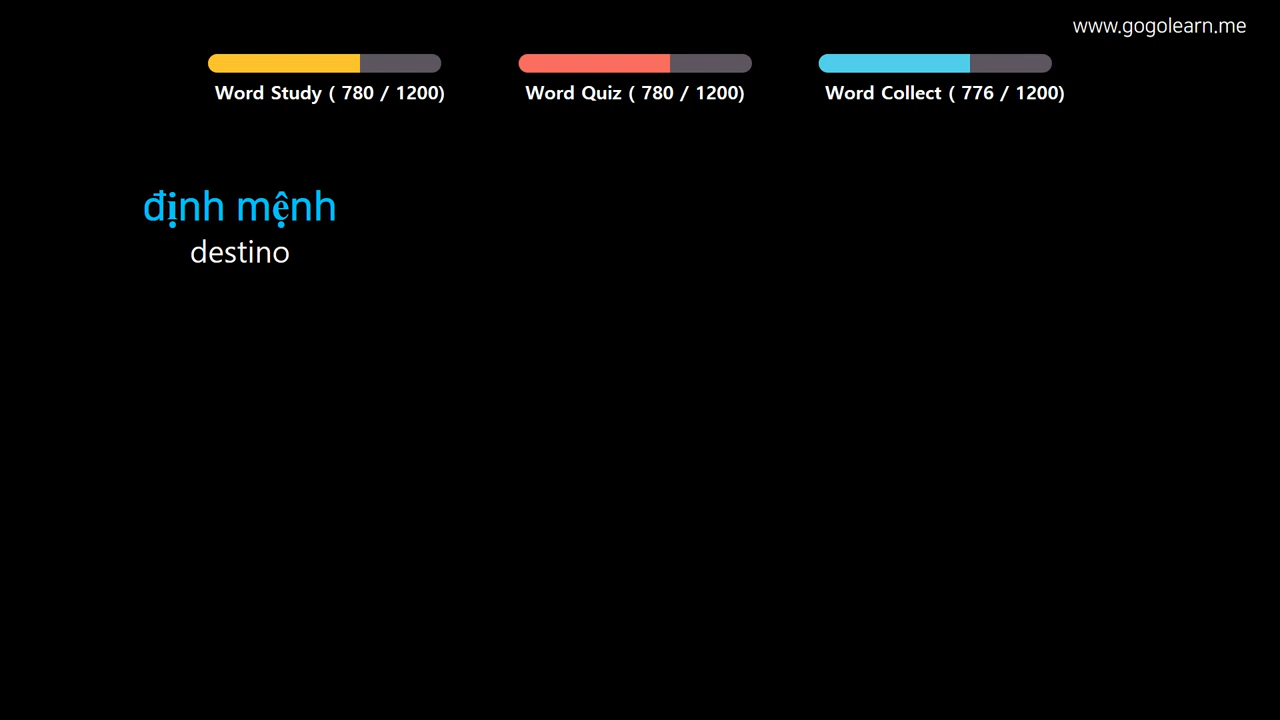 www.gogolearn.me
Word Study ( 780 / 1200)
Word Quiz ( 780 / 1200)
Word Collect ( 776 / 1200)
định mệnh
destino